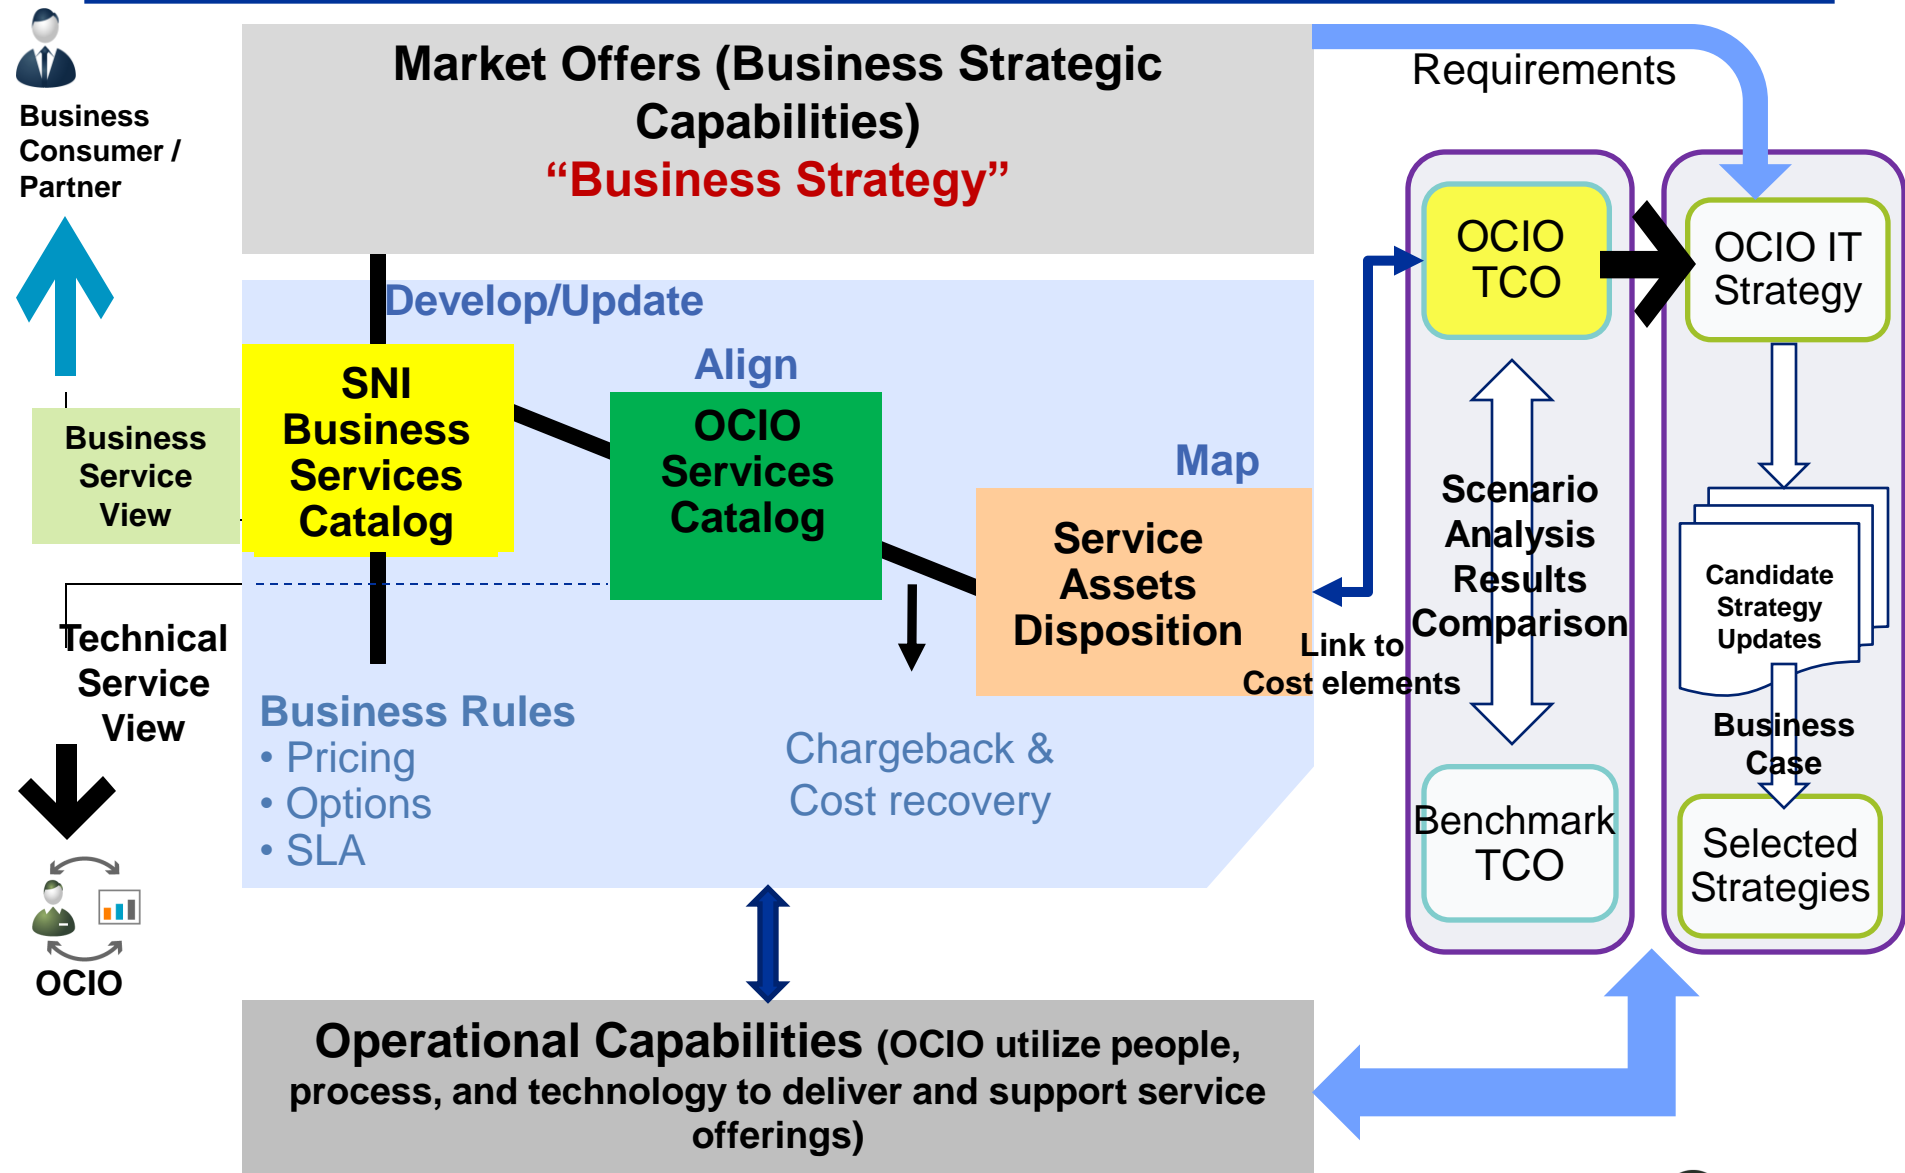 Market Offers (Business Strategic
Capabilities)
“Business Strategy”
Requirements
Business
Consumer /
Partner
Business
Service
View
Technical
Service
View
OCIO
Develop/Update
SNI
Business
Services
Catalog
Align
OCIO
Services
Catalog
Map
Service
Assets
Disposition
Business Rules
• Pricing
• Options
• SLA
Chargeback &
Cost recovery
Link to
Cost elements
OCIO
TCO
Scenario
Analysis
Results
Comparison
Benchmark
TCO
OCIO IT
Strategy
Candidate
Strategy
Updates
Business
Case
Selected
Strategies
Operational Capabilities (OCIO utilize people,
process, and technology to deliver and support service
offerings)